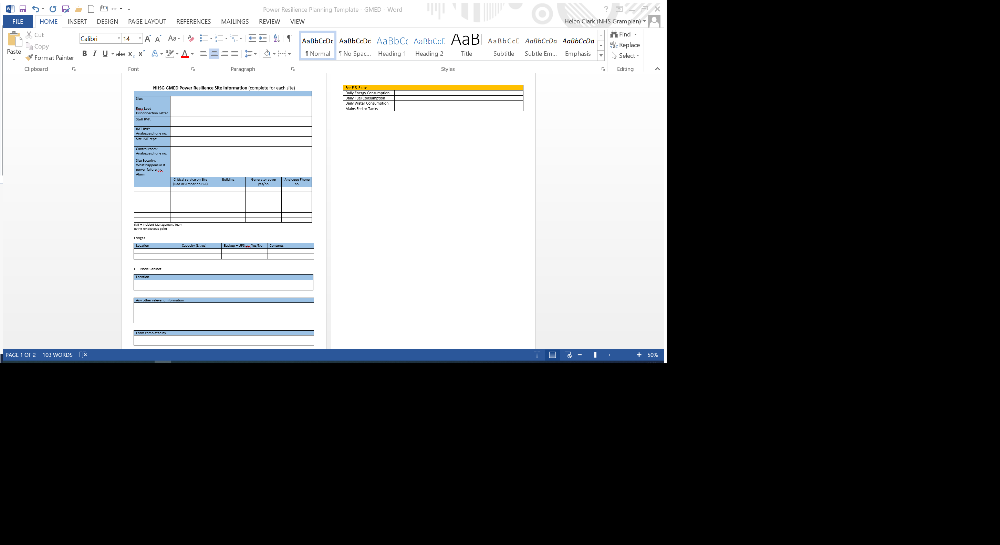 Power Resilience Planning Template - GMED - Word
FILE HOME INSERT DESIGN PAGE LAYOUT REFERENCES MAILINGS REVIEW VIEW
Helen Clark (NHS Grampian)
Paste
Cut
Copy
Format Painter
Clipboard
Calibri 14
Font
Paragraph
AaBbCcDc AaBbCcDc AaBbCc AaBbCcD AaB AaBbCcD AaBbCcDa AaBbCcDa
¶ Normal ¶ No Spac... Heading 1 Heading 2 Title Subtitle Subtle Em... Emphasis
Styles
Find
Replace
Select
Editing
NHSG GMED Power Resilience Site Information (complete for each site)
Site:
Rota Load
Disconnection Letter
Staff RVP:
IMT RVP:
Analogue phone no:
Site IMT reps:
Control room:
Analogue phone no:
Site Security:
What happens in If
power failure Inc
Alarm
Critical service on Site
(Red or Amber on BIA)
Building
Generator cover
yes/no
Analogue Phone
no
IMT = Incident Management Team
RVP = rendezvous point
Fridges
Location Capacity (Litres) Backup – UPS etc Yes/No Contents
IT – Node Cabinet
Location
Any other relevant information
Form completed by
For F & E use
Daily Energy Consumption
Daily Fuel Consumption
Daily Water Consumption
Mains Fed or Tanks
PAGE 1 OF 2 103 WORDS
50%